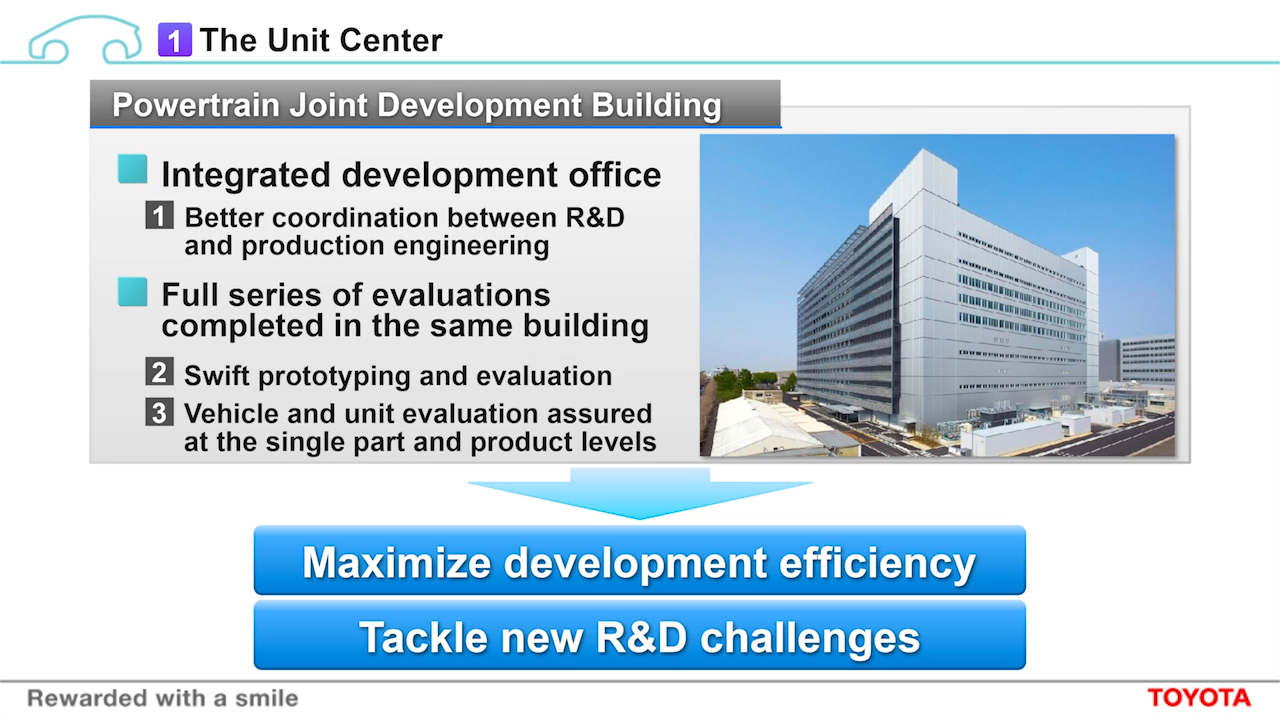 1 The Unit Center
Powertrain Joint Development Building
Integrated development office
1 Better coordination between R&D
and production engineering
Full series of evaluations
completed in the same building
2 Swift prototyping and evaluation
3 Vehicle and unit evaluation assured
at the single part and product levels
Maximize development efficiency
Tackle new R&D challenges
Rewarded with a smile
TOYOTA